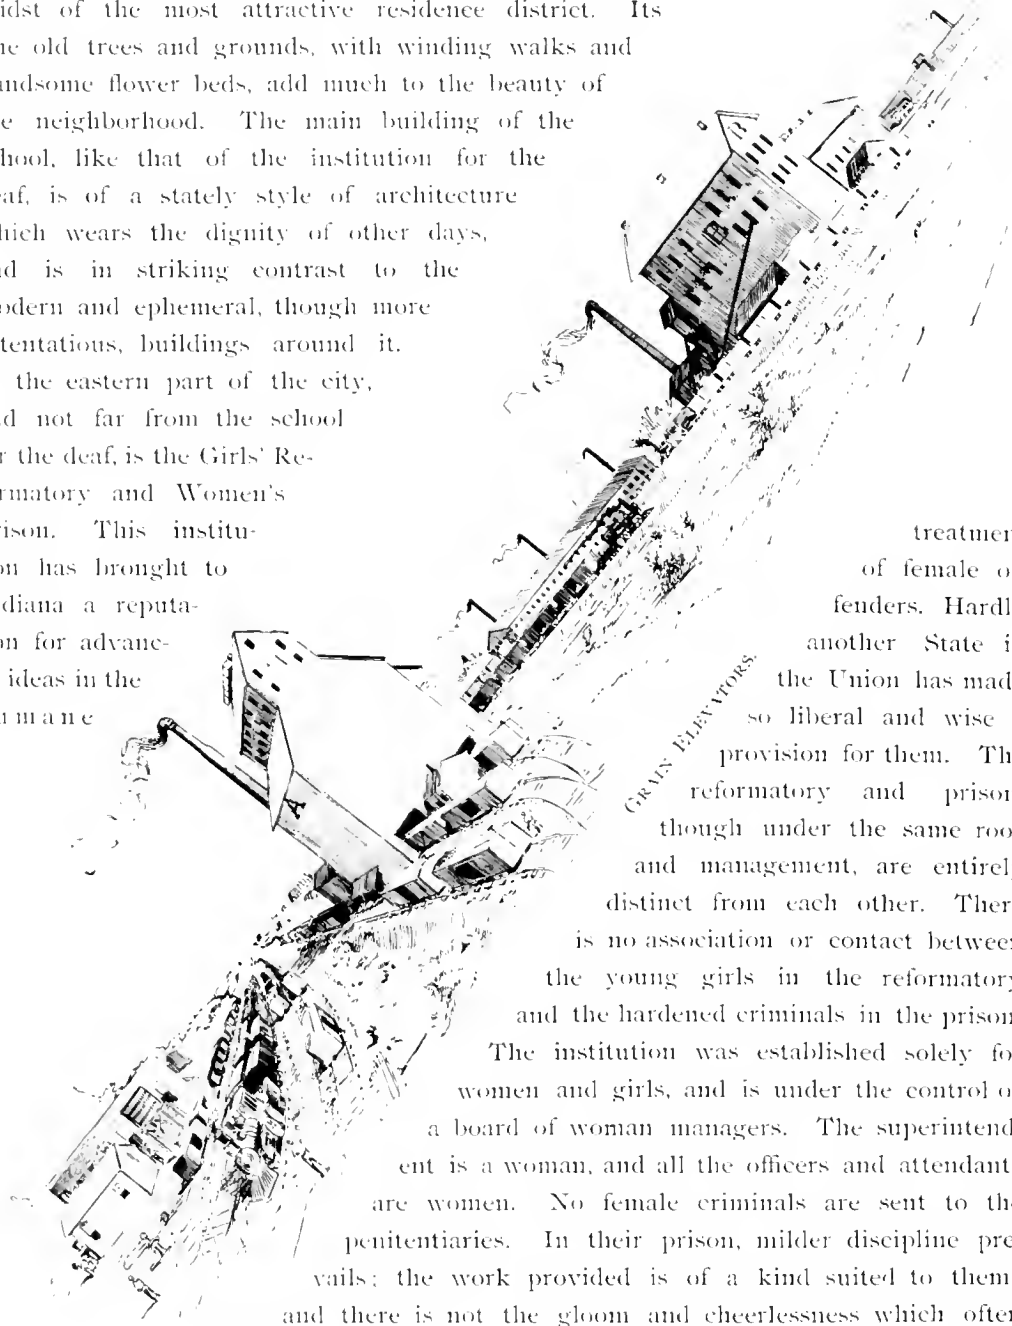 idst of the most attractive residence district. Its
ne old trees and grounds, with winding walks and
andsome flower beds, add much to the beauty of
e neighborhood. The main building of the
hool, like that of the institution for the
af, is of a stately style of architecture
hich wears the dignity of other days,
d is in striking contrast to the
odern and ephemeral, though more
tentatious, buildings around it.
the eastern part of the city,
d not far from the school
r the deaf, is the Girls' Re-
rmatory and Women's
ison. This institu-
on has brought to
diana a reputa-
on for advanc-
ideas in the
mane
treatmen
of female o
fenders. Hardl
another State i
the Union has mad
so liberal and wise
provision for them. Th
reformatory and prison
though under the same roo
and management, are entirel
distinct from each other. Ther
is no association or contact betwee
the young girls in the reformatory
and the hardened criminals in the prison
The institution was established solely fo
women and girls, and is under the control o
a board of woman managers. The superintend
ent is a woman, and all the officers and attendant
are women. No female criminals are sent to th
penitentiaries. In their prison, milder discipline pre
vails; the work provided is of a kind suited to them
and there is not the gloom and cheerlessness which often
GRAIN ELEVATORS.
A
B